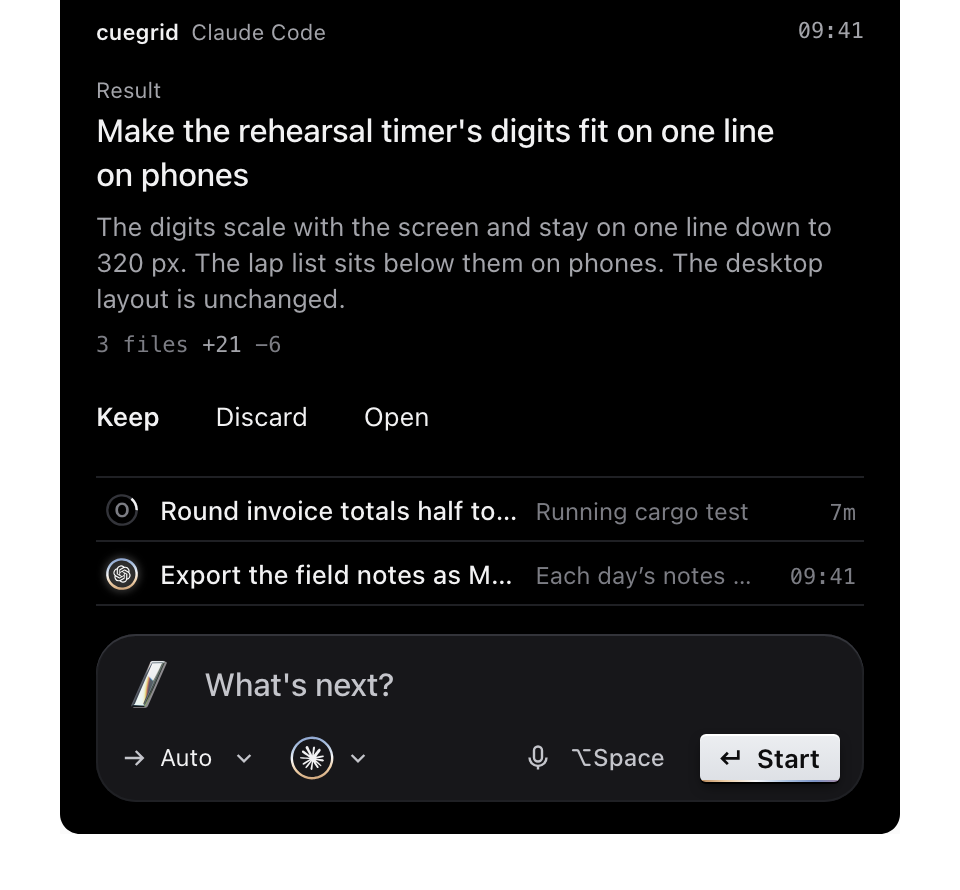 cuegrid Claude Code 09:41
Result
Make the rehearsal timer's digits fit on one line
on phones
The digits scale with the screen and stay on one line down to
320 px. The lap list sits below them on phones. The desktop
layout is unchanged.
3 files +21 −6
Keep Discard Open
Round invoice totals half to... Running cargo test 7m
Export the field notes as M... Each day’s notes ... 09:41
What's next?
→ Auto ⌥Space ↵ Start